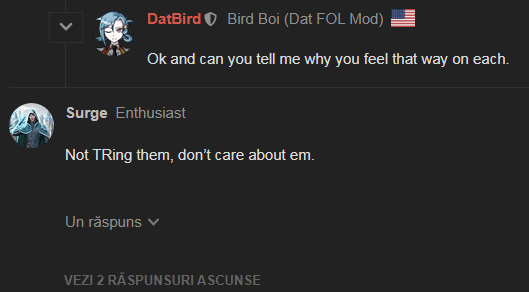 DatBird Bird Boi (Dat FOL Mod)
Ok and can you tell me why you feel that way on each.
Surge Enthusiast
Not TRing them, don’t care about em.
Un răspuns
VEZI 2 RĂSPUNSURI ASCUNSE